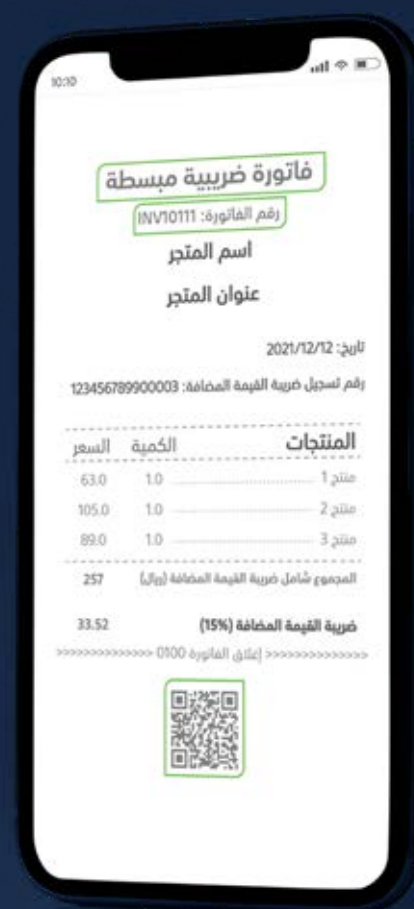 10:10
فاتورة ضريبية مبسطة
رقم الفاتورة: INV10111
اسم المتجر
عنوان المتجر
تاريخ: 2021/12/12
رقم تسجيل ضريبة القيمة المضافة: 123456789900003
المنتجات الكمية السعر
منتج 1 1.0 63.0
منتج 2 1.0 105.0
منتج 3 1.0 89.0
المجموع شامل ضريبة القيمة المضافة (ريال) 257
ضريبة القيمة المضافة (15%) 33.52
>>>>>>>>>>>>>> إغلاق الفاتورة 0100 <<<<<<<<<<<<<<